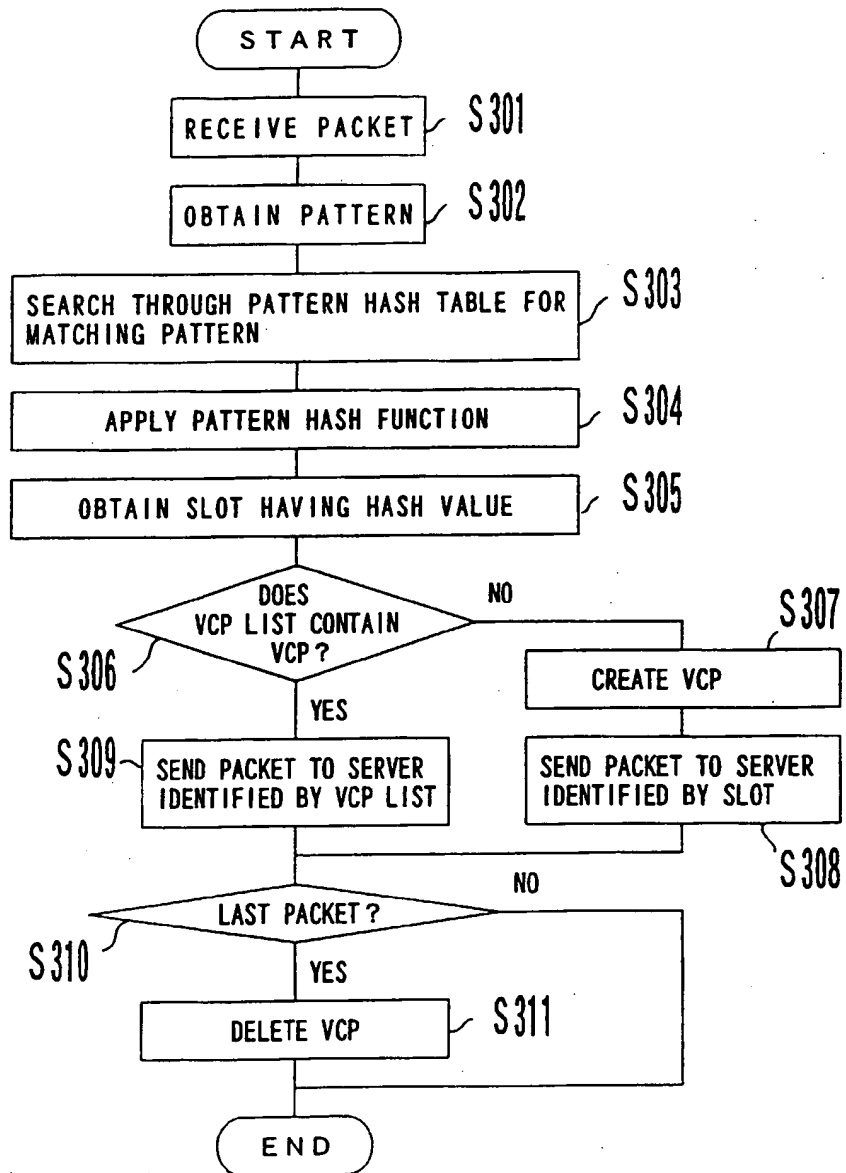 START
RECEIVE PACKET
S301
OBTAIN PATTERN
S302
SEARCH THROUGH PATTERN HASH TABLE FOR
MATCHING PATTERN
S303
APPLY PATTERN HASH FUNCTION
S304
OBTAIN SLOT HAVING HASH VALUE
S305
DOES
VCP LIST CONTAIN
VCP?
S306
NO
S307
CREATE VCP
YES
S309
SEND PACKET TO SERVER
IDENTIFIED BY VCP LIST
SEND PACKET TO SERVER
IDENTIFIED BY SLOT
S308
LAST PACKET?
NO
S310
YES
DELETE VCP
S311
END